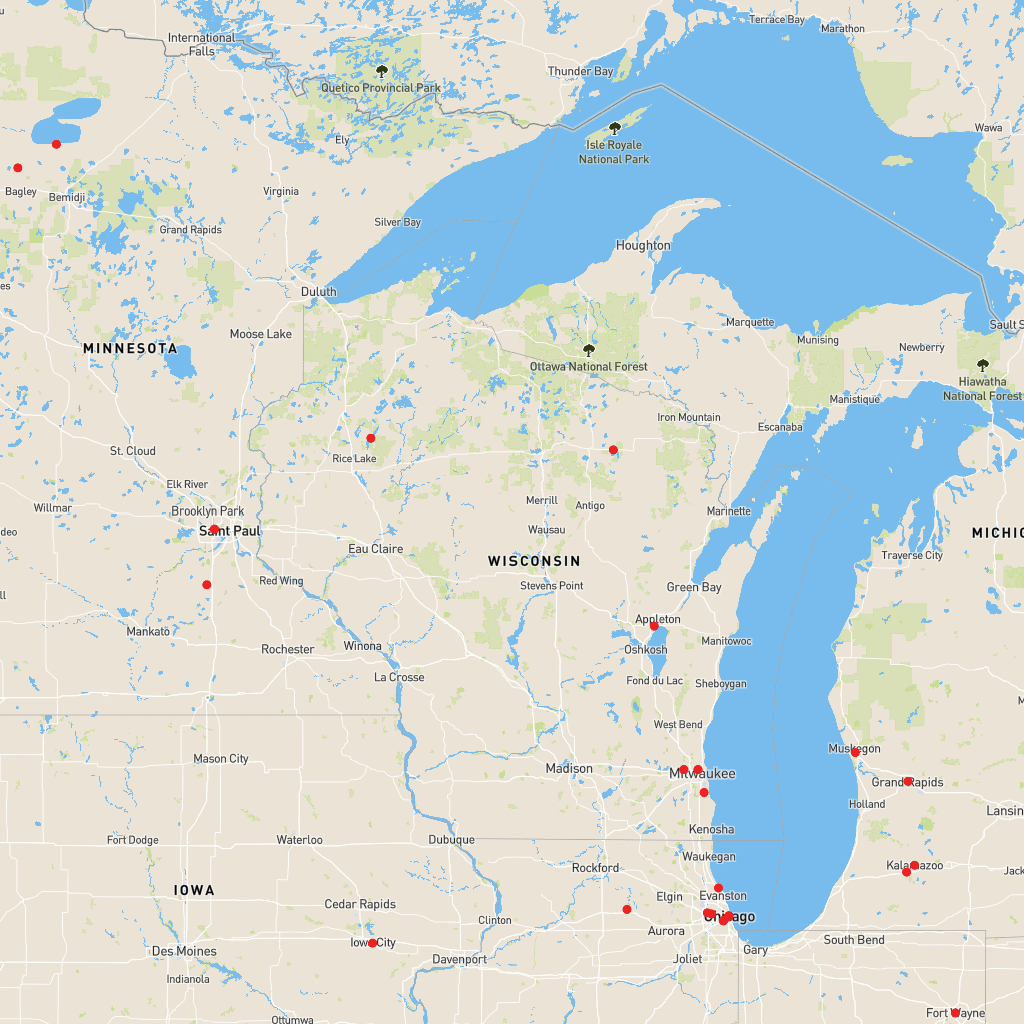 Terrace Bay
Marathon
International
Falls
Thunder Bay
Quetico Provincial Park
Wawa
Ely
Isle Royale
National Park
Bagley
Bemidji
Virginia
Silver Bay
Grand Rapids
Houghton
Duluth
Marquette
Sault S
Moose Lake
Munising
MINNESOTA
Newberry
Ottawa National Forest
Hiawatha
National Forest
Manistique
Iron Mountain
Escanaba
St. Cloud
Rice Lake
Elk River
Merrill
Antigo
Willmar
Brooklyn Park
Marinette
Saint Paul
Wausau
MICHIG
Eau Claire
WISCONSIN
Traverse City
Red Wing
Stevens Point
Green Bay
Appleton
Mankato
Manitowoc
Rochester
Winona
Oshkosh
La Crosse
Fond du Lac
Sheboygan
West Bend
Muskegon
Mason City
Madison
Milwaukee
Grand Rapids
Holland
Lansin
Kenosha
Fort Dodge
Waterloo
Dubuque
Waukegan
Rockford
Kalamazoo
Jack
IOWA
Elgin
Evanston
Cedar Rapids
Chicago
Clinton
Aurora
Iowa City
South Bend
Des Moines
Davenport
Joliet
Gary
Indianola
Fort Wayne
Ottumwa